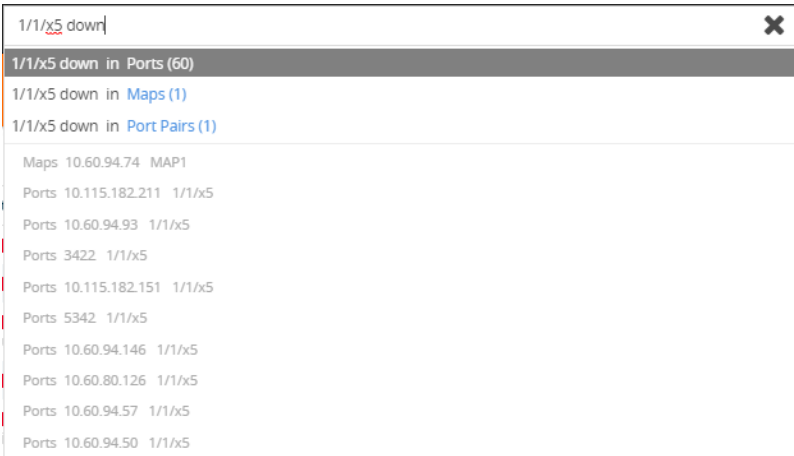 1/1/x5 down
1/1/x5 down in Ports (60)
1/1/x5 down in Maps (1)
1/1/x5 down in Port Pairs (1)
Maps 10.60.94.74 MAP1
Ports 10.115.182.211 1/1/x5
Ports 10.60.94.93 1/1/x5
Ports 3422 1/1/x5
Ports 10.115.182.151 1/1/x5
Ports 5342 1/1/x5
Ports 10.60.94.146 1/1/x5
Ports 10.60.80.126 1/1/x5
Ports 10.60.94.57 1/1/x5
Ports 10.60.94.50 1/1/x5